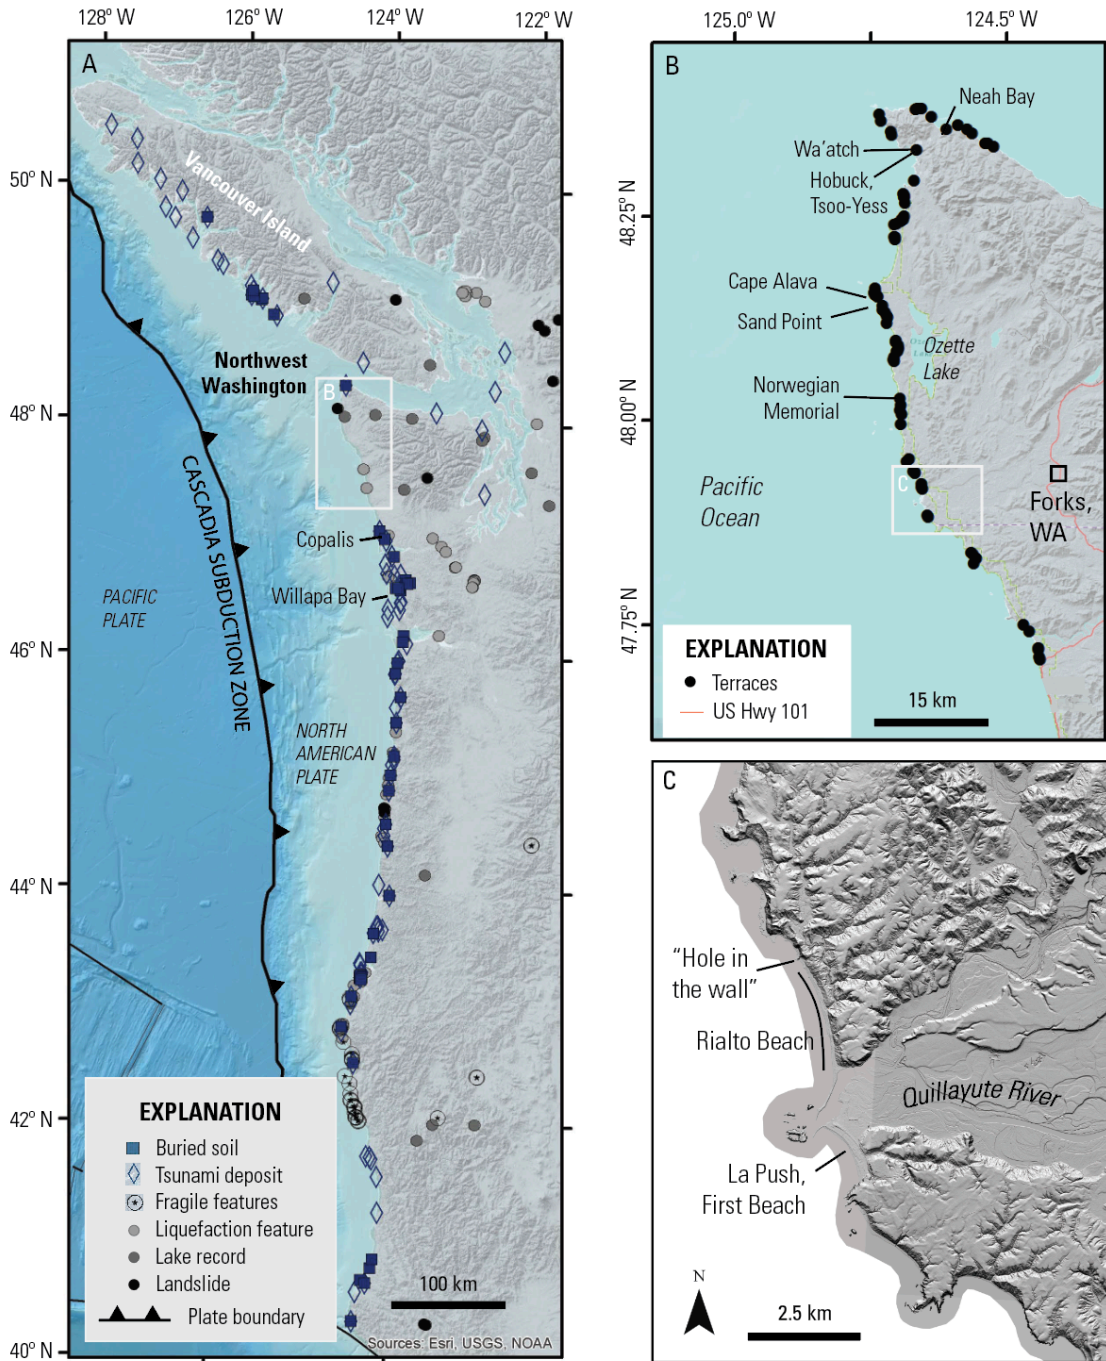 128° W
126° W
124° W
122° W
A
50° N
48° N
46° N
44° N
42° N
40° N
Vancouver Island
Northwest
Washington
B
Copalis
Willapa Bay
CASCADIA SUBDUCTION ZONE
PACIFIC
PLATE
NORTH
AMERICAN
PLATE
EXPLANATION
Buried soil
Tsunami deposit
Fragile features
Liquefaction feature
Lake record
Landslide
Plate boundary
100 km
Sources: Esri, USGS, NOAA
125.0° W
124.5° W
B
48.25° N
48.00° N
47.75° N
Neah Bay
Wa'atch
Hobuck,
Tsoo-Yess
Cape Alava
Sand Point
Ozette
Lake
Norwegian
Memorial
Pacific
Ocean
C
Forks,
WA
EXPLANATION
Terraces
US Hwy 101
15 km
C
“Hole in
the wall”
Rialto Beach
Quillayute River
La Push,
First Beach
N
2.5 km